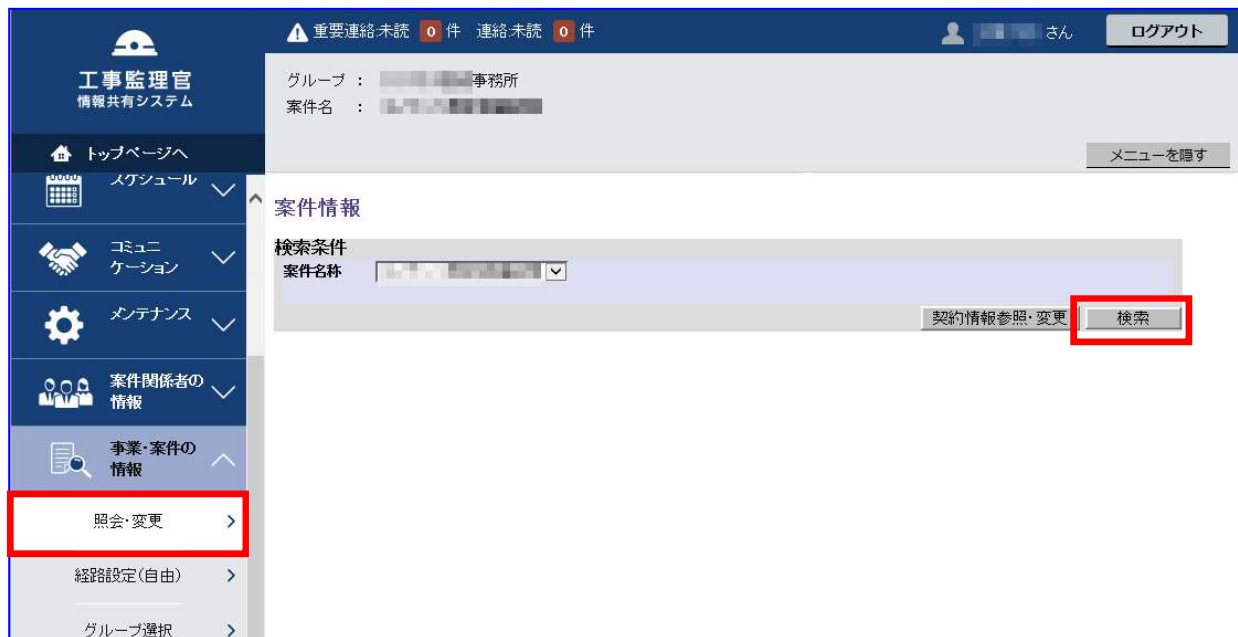 重要連絡:未読 0 件 連絡:未読 0 件
さん
ログアウト
工事監理官
情報共有システム
グループ :
事務所
案件名 :
トップページへ
メニューを隠す
スケジュール
コミュニ
ケーション
メンテナンス
案件関係者の
情報
事業・案件の
情報
照会・変更
経路設定(自由)
グループ選択
案件情報
検索条件
案件名称
契約情報参照・変更
検索